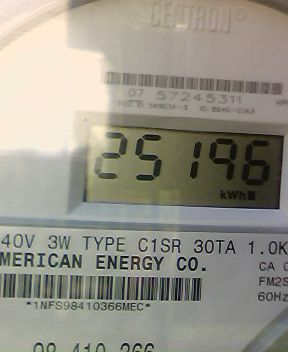 CENTRON®
07 57245311
25196
kWh
40V 3W TYPE C1SR 30TA 1.0K
MERICAN ENERGY CO.
CA 0
FM2S
60Hz
*1NFS98410366MEC*
98 410 366